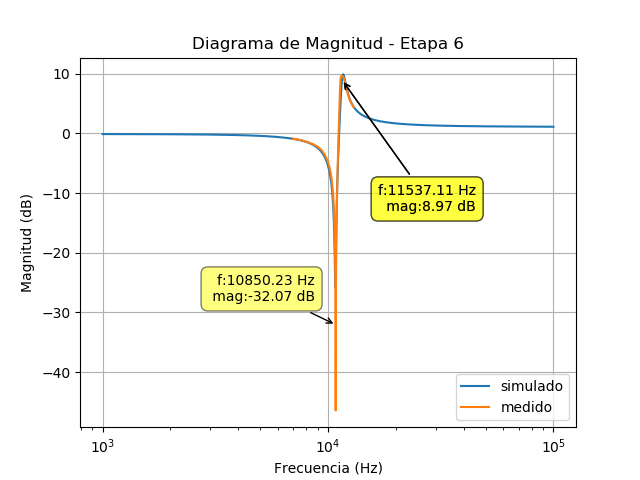 Diagrama de Magnitud - Etapa 6
Magnitud (dB)
10
0
−10
−20
−30
−40
f:11537.11 Hz
mag:8.97 dB
f:10850.23 Hz
mag:-32.07 dB
simulado
medido
10³
10⁴
10⁵
Frecuencia (Hz)